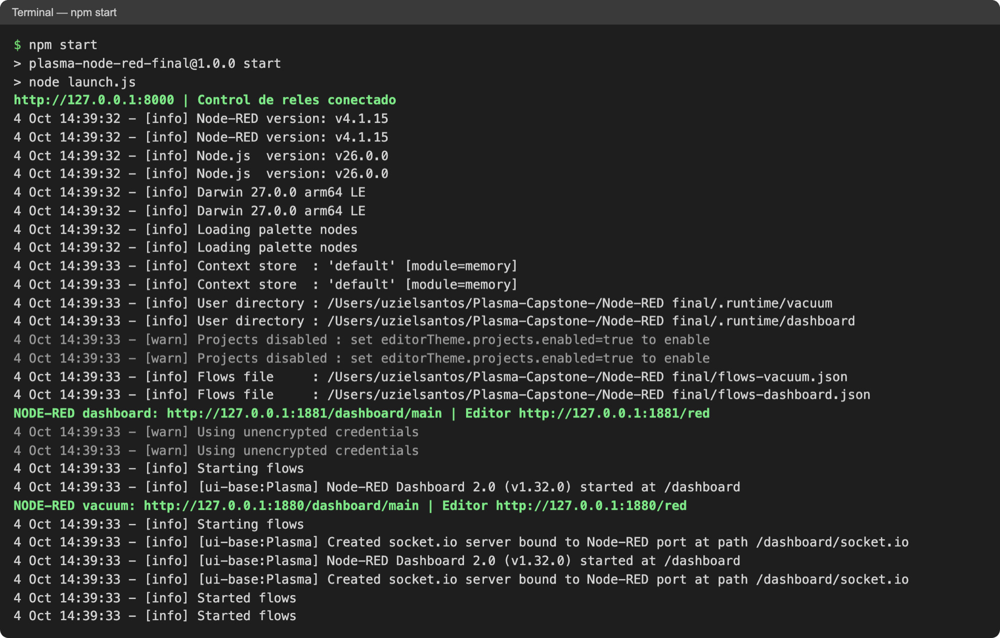 Terminal — npm start
$ npm start
> plasma-node-red-final@1.0.0 start
> node launch.js
http://127.0.0.1:8000 | Control de reles conectado
4 Oct 14:39:32 - [info] Node-RED version: v4.1.15
4 Oct 14:39:32 - [info] Node-RED version: v4.1.15
4 Oct 14:39:32 - [info] Node.js  version: v26.0.0
4 Oct 14:39:32 - [info] Node.js  version: v26.0.0
4 Oct 14:39:32 - [info] Darwin 27.0.0 arm64 LE
4 Oct 14:39:32 - [info] Darwin 27.0.0 arm64 LE
4 Oct 14:39:32 - [info] Loading palette nodes
4 Oct 14:39:32 - [info] Loading palette nodes
4 Oct 14:39:33 - [info] Context store  : 'default' [module=memory]
4 Oct 14:39:33 - [info] Context store  : 'default' [module=memory]
4 Oct 14:39:33 - [info] User directory : /Users/uzielsantos/Plasma-Capstone-/Node-RED final/.runtime/vacuum
4 Oct 14:39:33 - [info] User directory : /Users/uzielsantos/Plasma-Capstone-/Node-RED final/.runtime/dashboard
4 Oct 14:39:33 - [warn] Projects disabled : set editorTheme.projects.enabled=true to enable
4 Oct 14:39:33 - [warn] Projects disabled : set editorTheme.projects.enabled=true to enable
4 Oct 14:39:33 - [info] Flows file     : /Users/uzielsantos/Plasma-Capstone-/Node-RED final/flows-vacuum.json
4 Oct 14:39:33 - [info] Flows file     : /Users/uzielsantos/Plasma-Capstone-/Node-RED final/flows-dashboard.json
NODE-RED dashboard: http://127.0.0.1:1881/dashboard/main | Editor http://127.0.0.1:1881/red
4 Oct 14:39:33 - [warn] Using unencrypted credentials
4 Oct 14:39:33 - [warn] Using unencrypted credentials
4 Oct 14:39:33 - [info] Starting flows
4 Oct 14:39:33 - [info] [ui-base:Plasma] Node-RED Dashboard 2.0 (v1.32.0) started at /dashboard
NODE-RED vacuum: http://127.0.0.1:1880/dashboard/main | Editor http://127.0.0.1:1880/red
4 Oct 14:39:33 - [info] Starting flows
4 Oct 14:39:33 - [info] [ui-base:Plasma] Created socket.io server bound to Node-RED port at path /dashboard/socket.io
4 Oct 14:39:33 - [info] [ui-base:Plasma] Node-RED Dashboard 2.0 (v1.32.0) started at /dashboard
4 Oct 14:39:33 - [info] [ui-base:Plasma] Created socket.io server bound to Node-RED port at path /dashboard/socket.io
4 Oct 14:39:33 - [info] Started flows
4 Oct 14:39:33 - [info] Started flows